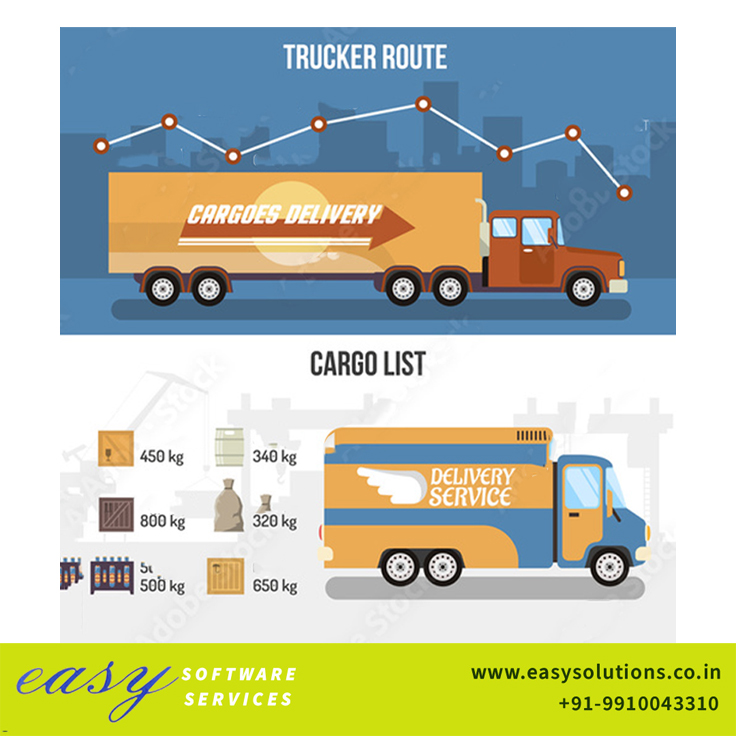 TRUCKER ROUTE
CARGOES DELIVERY
CARGO LIST
450 kg
340 kg
DELIVERY
SERVICE
800 kg
320 kg
500 kg
650 kg
easy SOFTWARE
SERVICES
www.easysolutions.co.in
+91-9910043310